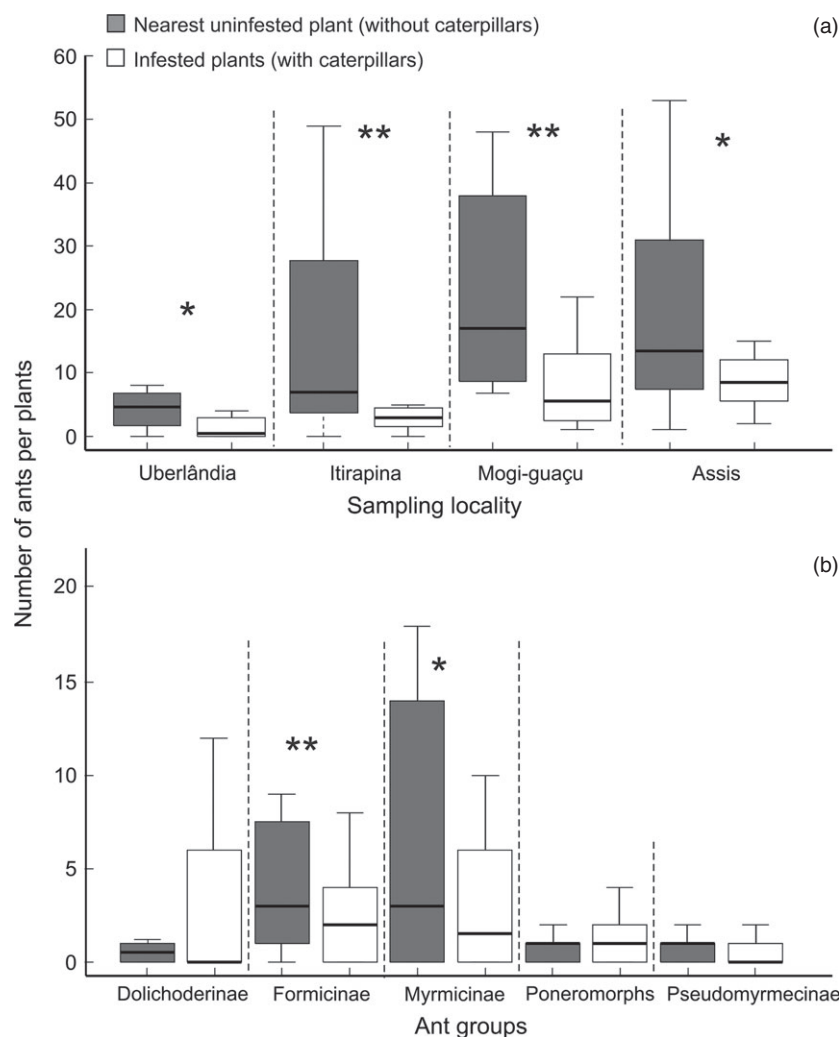 Nearest uninfested plant (without caterpillars)
(a)
Infested plants (with caterpillars)
60
50
40
30
20
10
0
**
**
*
*
Uberlândia Itirapina Mogi-guaçu Assis
Sampling locality
Number of ants per plants
(b)
20
15
10
5
0
*
**
Dolichoderinae Formicinae Myrmicinae Poneromorphs Pseudomyrmecinae
Ant groups